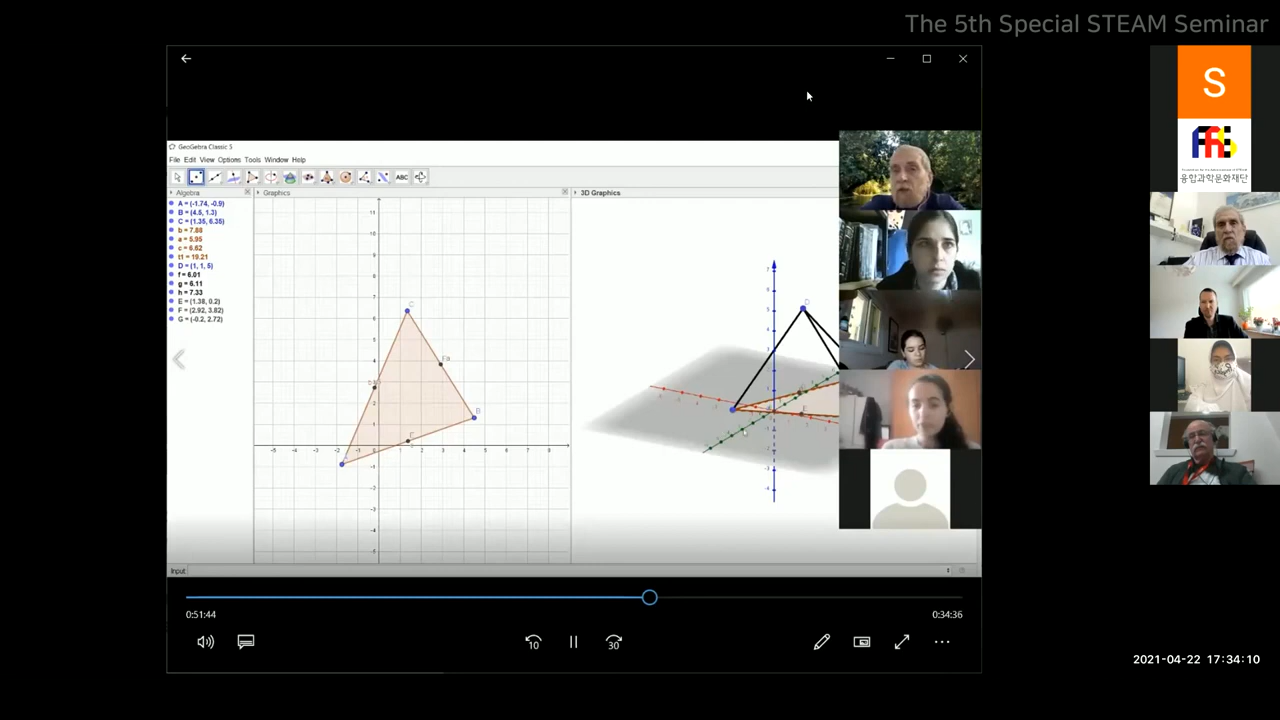 The 5th Special STEAM Seminar
S
융합과학문화재단
GeoGebra Classic 5
File Edit View Options Tools Window Help
ABC
Algebra
Graphics
3D Graphics
A = (-1.74, -0.9)
B = (4.5, 1.3)
C = (1.35, 6.35)
b = 7.88
a = 5.95
c = 6.62
t1 = 19.21
D = (1, 1, 5)
f = 6.01
g = 6.11
h = 7.33
E = (1.38, 0.2)
F = (2.92, 3.82)
G = (-0.2, 2.72)
C
B
D
E
Input:
0:51:44
0:34:36
10
30
2021-04-22 17:34:10